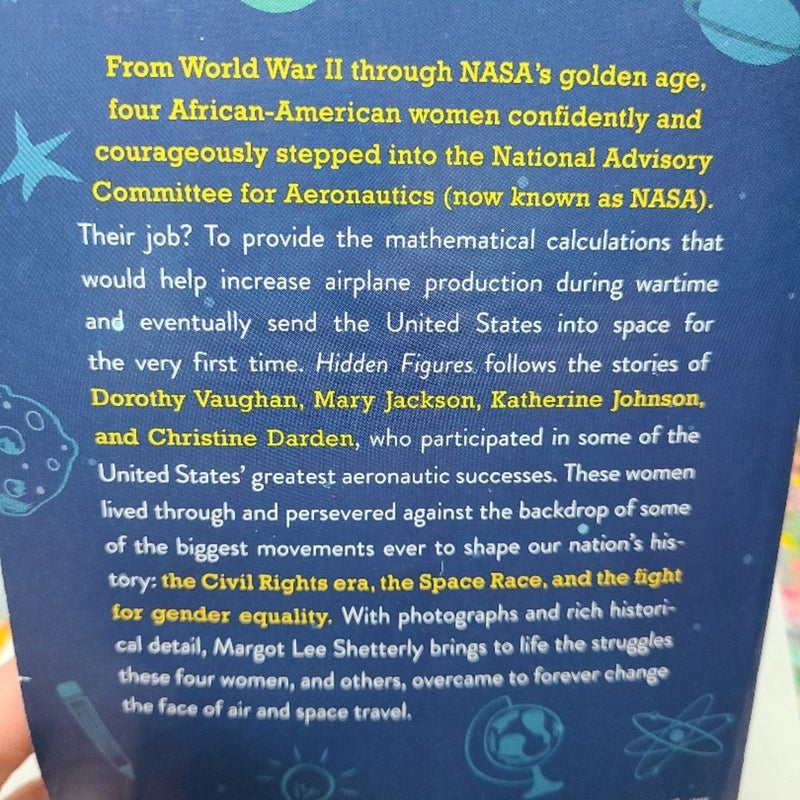 From World War II through NASA's golden age,
four African-American women confidently and
courageously stepped into the National Advisory
Committee for Aeronautics (now known as NASA).
Their job? To provide the mathematical calculations that
would help increase airplane production during wartime
and eventually send the United States into space for
the very first time. Hidden Figures follows the stories of
Dorothy Vaughan, Mary Jackson, Katherine Johnson,
and Christine Darden, who participated in some of the
United States' greatest aeronautic successes. These women
lived through and persevered against the backdrop of some
of the biggest movements ever to shape our nation's his-
tory: the Civil Rights era, the Space Race, and the fight
for gender equality. With photographs and rich histori-
cal detail, Margot Lee Shetterly brings to life the struggles
these four women, and others, overcame to forever change
the face of air and space travel.